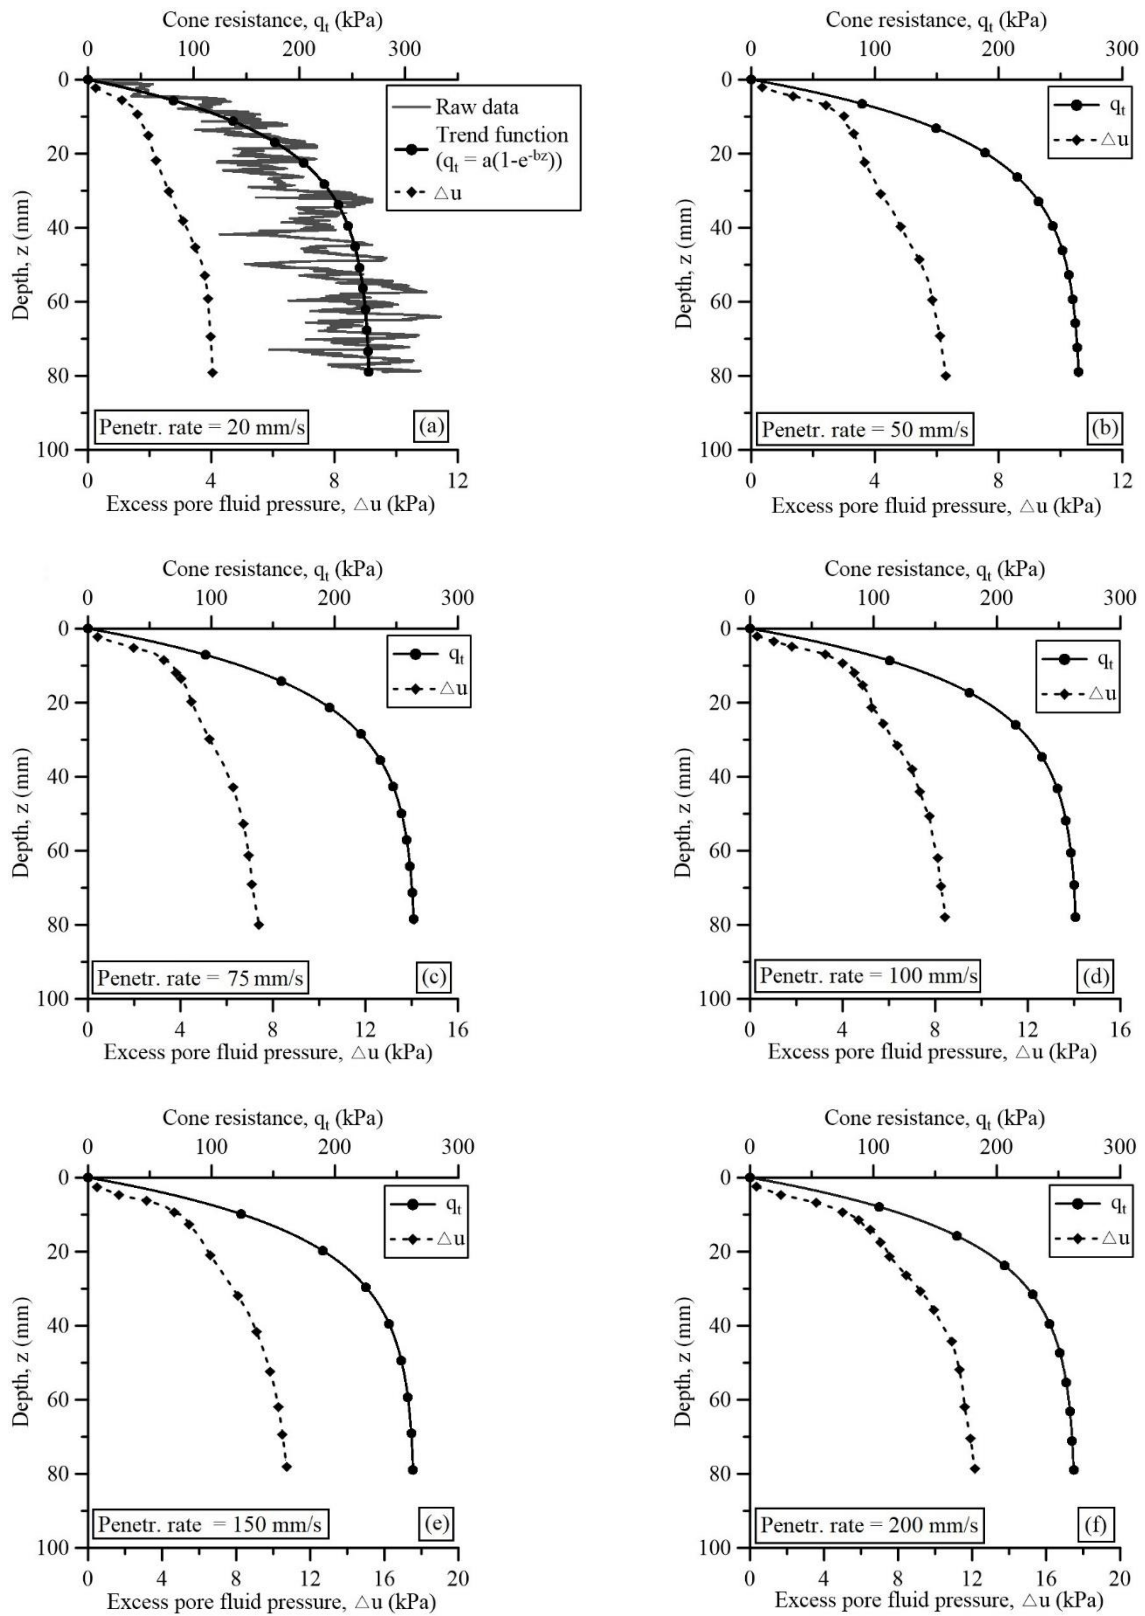 Cone resistance, qt (kPa)
0 100 200 300
0
20
40
60
80
100
Depth, z (mm)
Raw data
Trend function
(qt = a(1-e-bz))
△u
Penetr. rate = 20 mm/s
(a)
0 4 8 12
Excess pore fluid pressure, △u (kPa)
Cone resistance, qt (kPa)
0 100 200 300
0
20
40
60
80
100
Depth, z (mm)
qt
△u
Penetr. rate = 50 mm/s
(b)
0 4 8 12
Excess pore fluid pressure, △u (kPa)
Cone resistance, qt (kPa)
0 100 200 300
0
20
40
60
80
100
Depth, z (mm)
qt
△u
Penetr. rate = 75 mm/s
(c)
0 4 8 12 16
Excess pore fluid pressure, △u (kPa)
Cone resistance, qt (kPa)
0 100 200 300
0
20
40
60
80
100
Depth, z (mm)
qt
△u
Penetr. rate = 100 mm/s
(d)
0 4 8 12 16
Excess pore fluid pressure, △u (kPa)
Cone resistance, qt (kPa)
0 100 200 300
0
20
40
60
80
100
Depth, z (mm)
qt
△u
Penetr. rate = 150 mm/s
(e)
0 4 8 12 16 20
Excess pore fluid pressure, △u (kPa)
Cone resistance, qt (kPa)
0 100 200 300
0
20
40
60
80
100
Depth, z (mm)
qt
△u
Penetr. rate = 200 mm/s
(f)
0 4 8 12 16 20
Excess pore fluid pressure, △u (kPa)